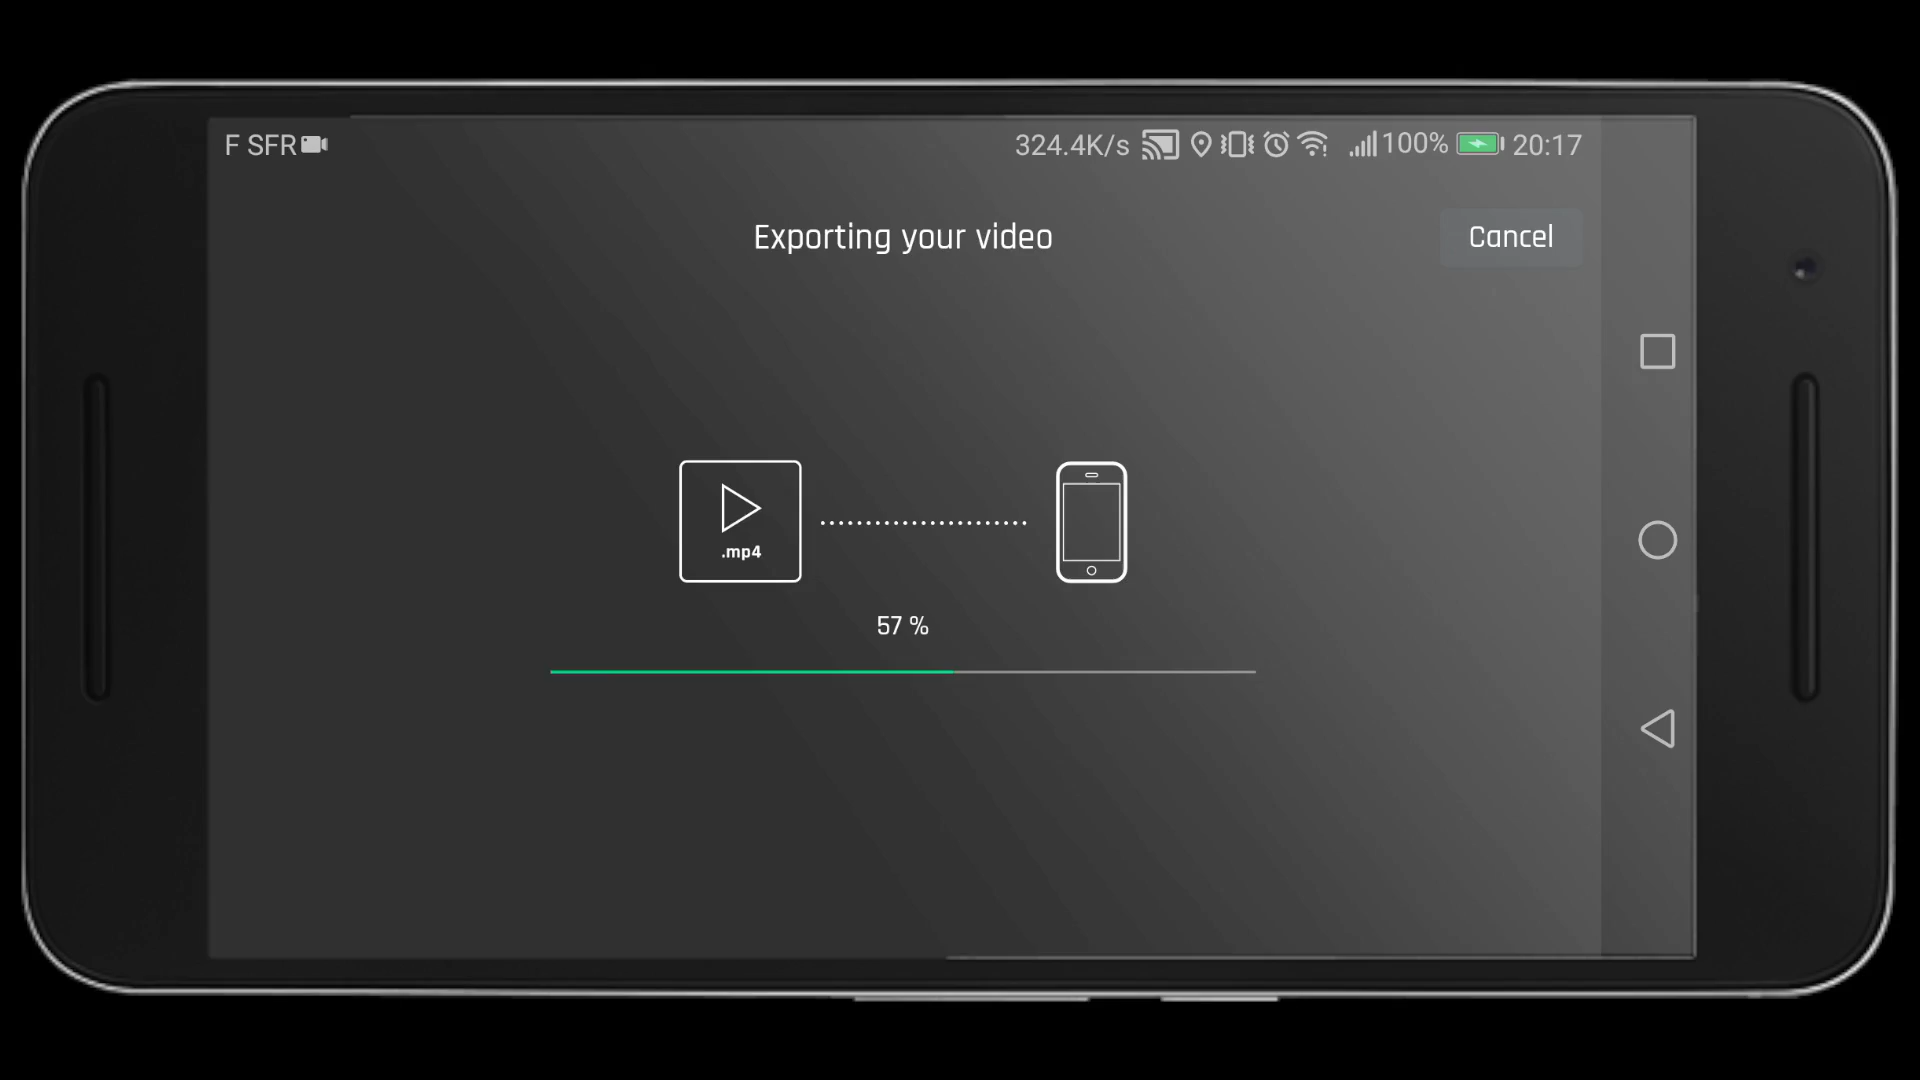 F SFR 324.4K/s 100% 20:17
Exporting your video
Cancel
.mp4
57 %